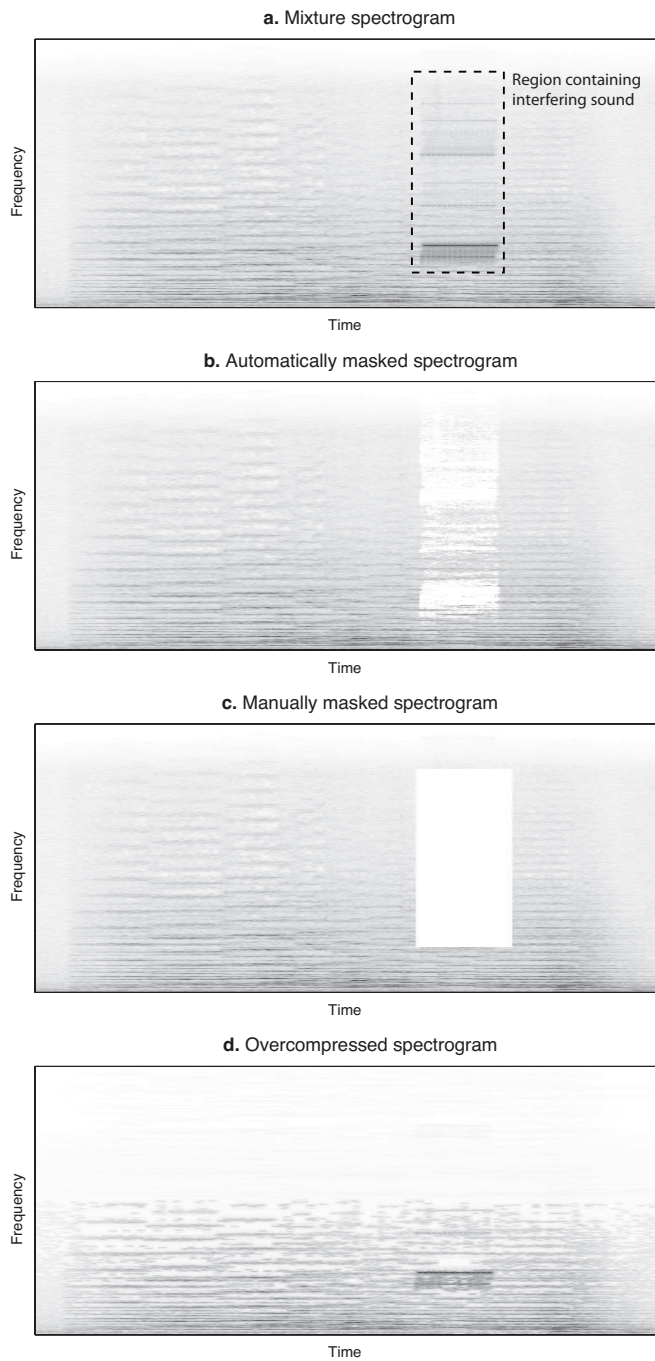 a. Mixture spectrogram
Region containing
interfering sound
Frequency
Time
b. Automatically masked spectrogram
Frequency
Time
c. Manually masked spectrogram
Frequency
Time
d. Overcompressed spectrogram
Frequency
Time